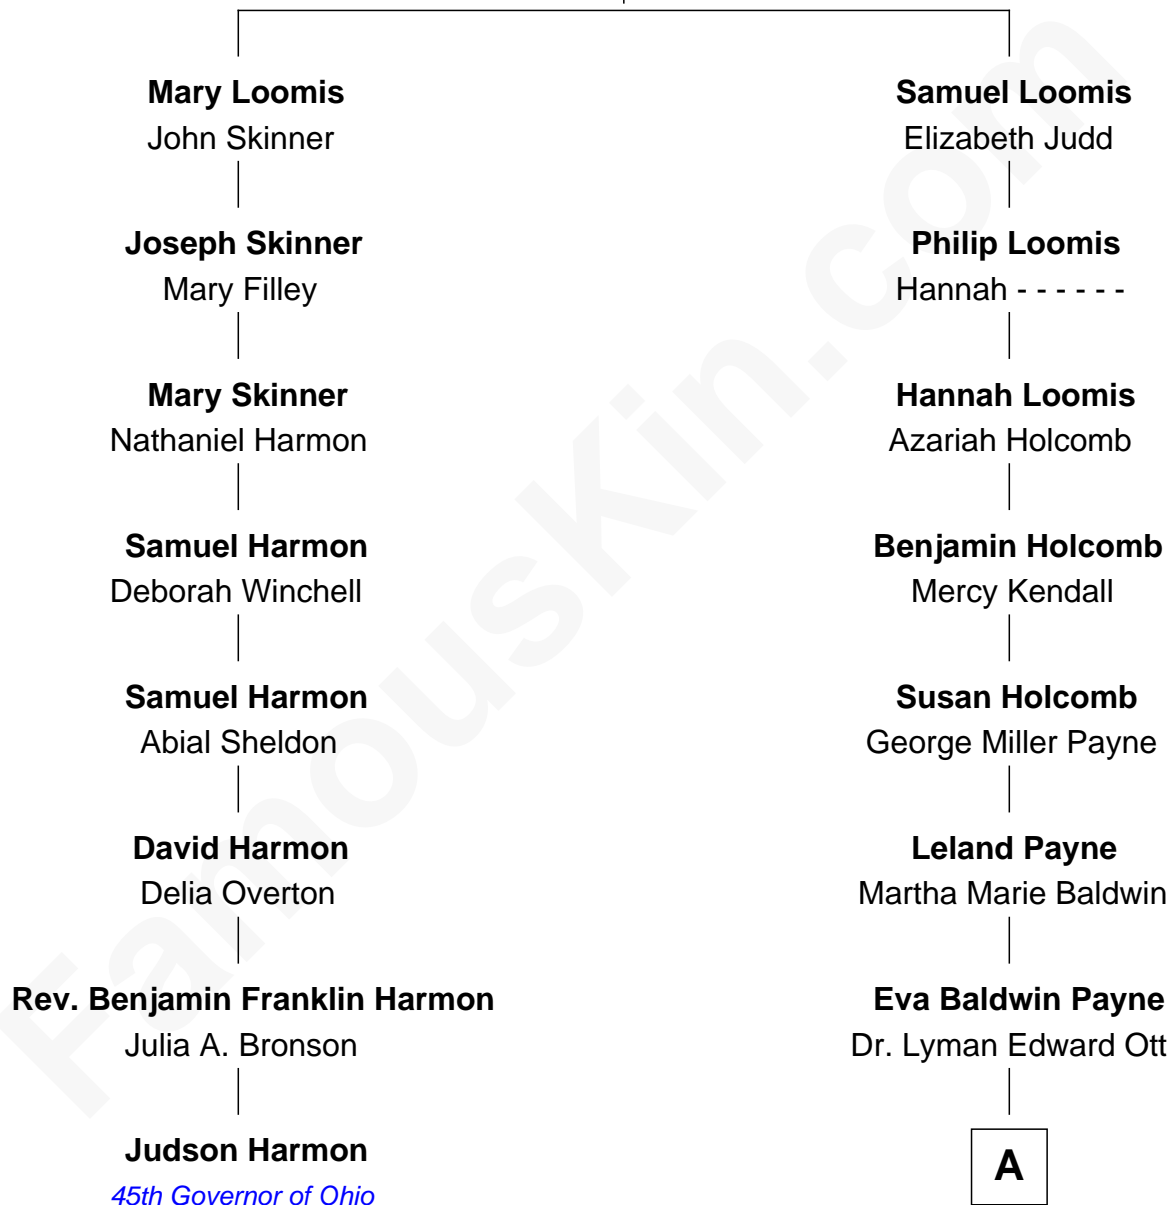 Mary Loomis
John Skinner
Joseph Skinner
Mary Filley
Mary Skinner
Nathaniel Harmon
Samuel Harmon
Deborah Winchell
Samuel Harmon
Abial Sheldon
David Harmon
Delia Overton
Rev. Benjamin Franklin Harmon
Julia A. Bronson
Judson Harmon
45th Governor of Ohio
Samuel Loomis
Elizabeth Judd
Philip Loomis
Hannah - - - - - -
Hannah Loomis
Azariah Holcomb
Benjamin Holcomb
Mercy Kendall
Susan Holcomb
George Miller Payne
Leland Payne
Martha Marie Baldwin
Eva Baldwin Payne
Dr. Lyman Edward Ott
A
FamousKin.com